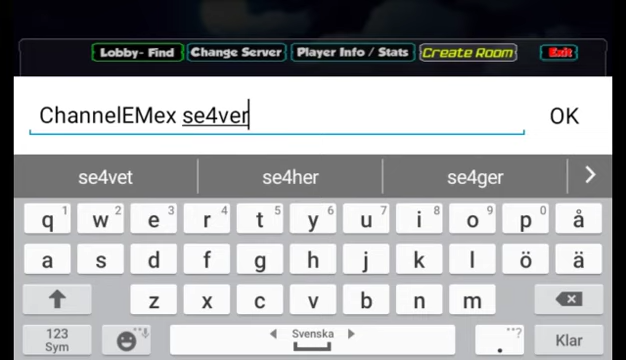 Lobby- Find Change Server Player Info / Stats Create Room Exit
ChannelEMex se4ver OK
se4vet se4her se4ger
q1 w2 e3 r4 t5 y6 u7 i8 o9 p0 å
a s d f g h j k l ö ä
z x c v b n m
123 Svenska ,,? Klar
Sym .